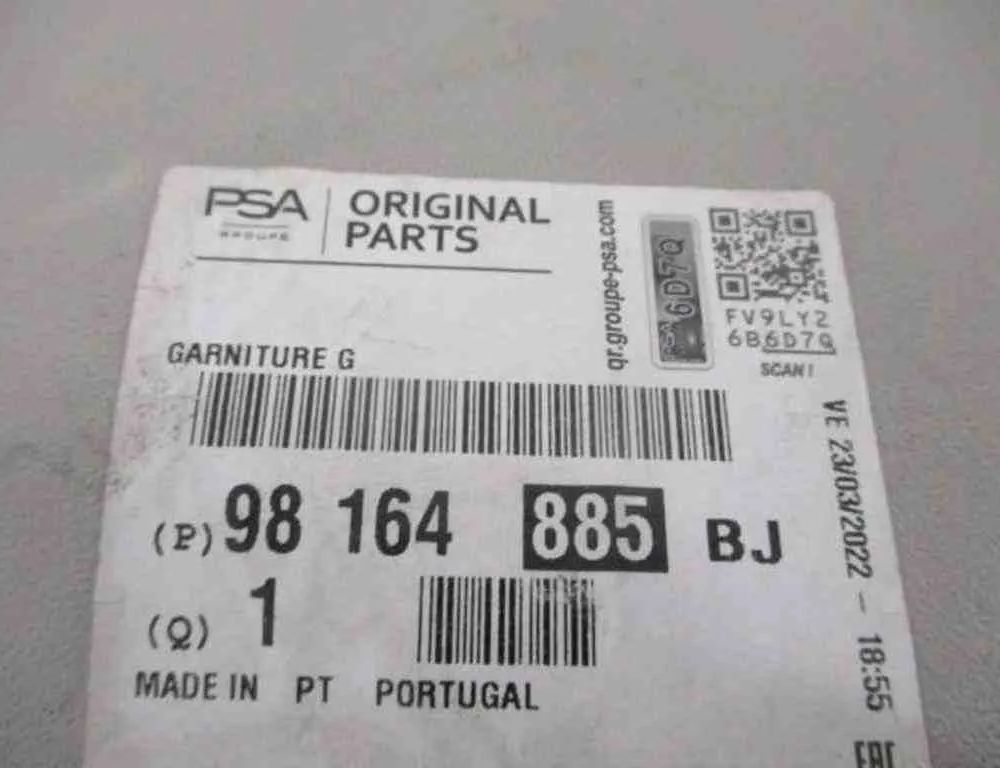 PSA
GROUPE
ORIGINAL
PARTS
qr.groupe-psa.com
PSA 6D7Q
FV9LY2
6B6D7Q
SCAN!
GARNITURE G
(P) 98 164 885 BJ
(Q) 1
MADE IN PT PORTUGAL
VE 23/03/2022 - 18:55
EAC